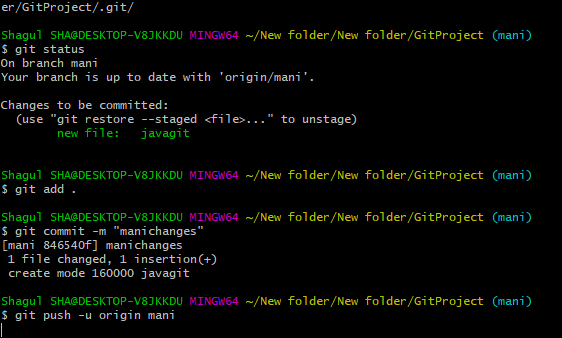 er/GitProject/.git/
Shagul SHA@DESKTOP-V8JKKDU MINGW64 ~/New folder/New folder/GitProject (mani)
$ git status
On branch mani
Your branch is up to date with 'origin/mani'.
Changes to be committed:
(use "git restore --staged <file>..." to unstage)
new file:   javagit
Shagul SHA@DESKTOP-V8JKKDU MINGW64 ~/New folder/New folder/GitProject (mani)
$ git add .
Shagul SHA@DESKTOP-V8JKKDU MINGW64 ~/New folder/New folder/GitProject (mani)
$ git commit -m "manichanges"
[mani 846540f] manichanges
1 file changed, 1 insertion(+)
create mode 160000 javagit
Shagul SHA@DESKTOP-V8JKKDU MINGW64 ~/New folder/New folder/GitProject (mani)
$ git push -u origin mani